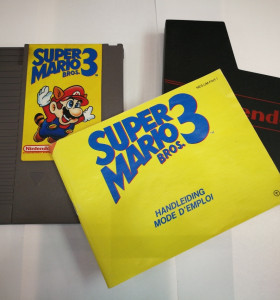 SUPER
MARIO
BROS. 3
Nintendo
SUPER
MARIO
BROS. 3
HANDLEIDING
MODE D'EMPLOI